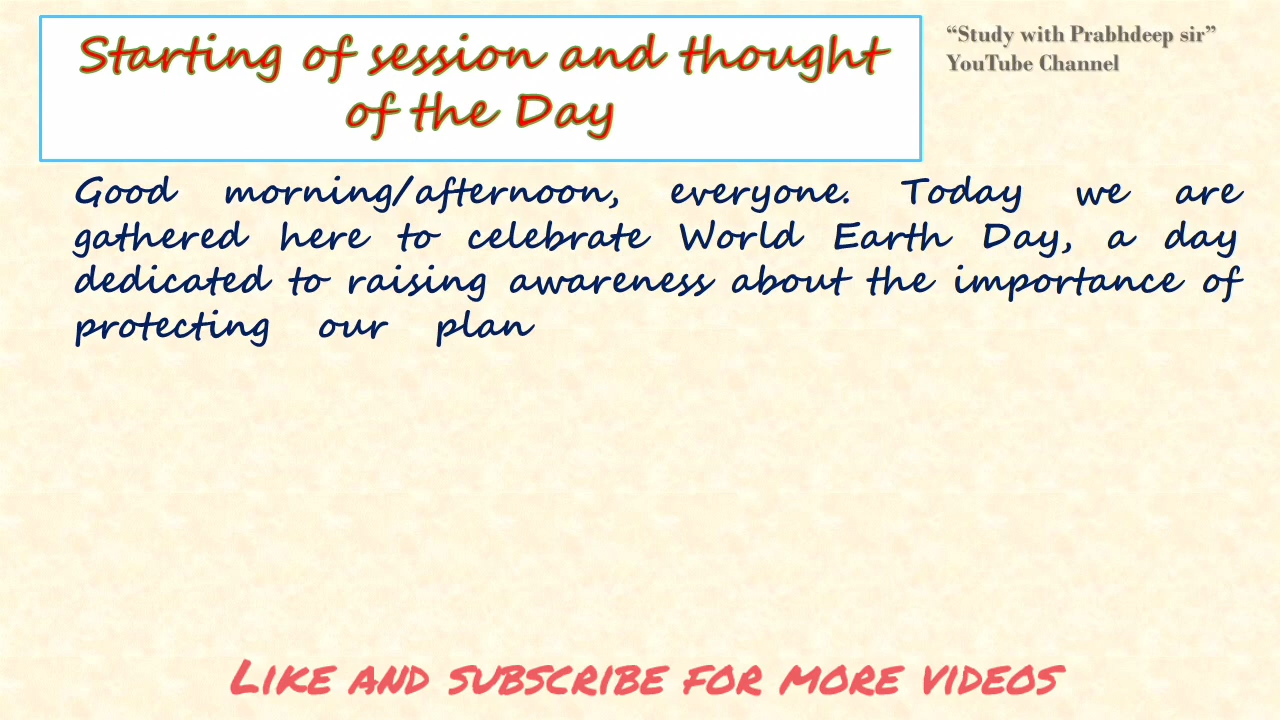 Starting of session and thought
of the Day
“Study with Prabhdeep sir”
YouTube Channel
Good morning/afternoon, everyone. Today we are
gathered here to celebrate World Earth Day, a day
dedicated to raising awareness about the importance of
protecting our plan
Like and subscribe for more videos